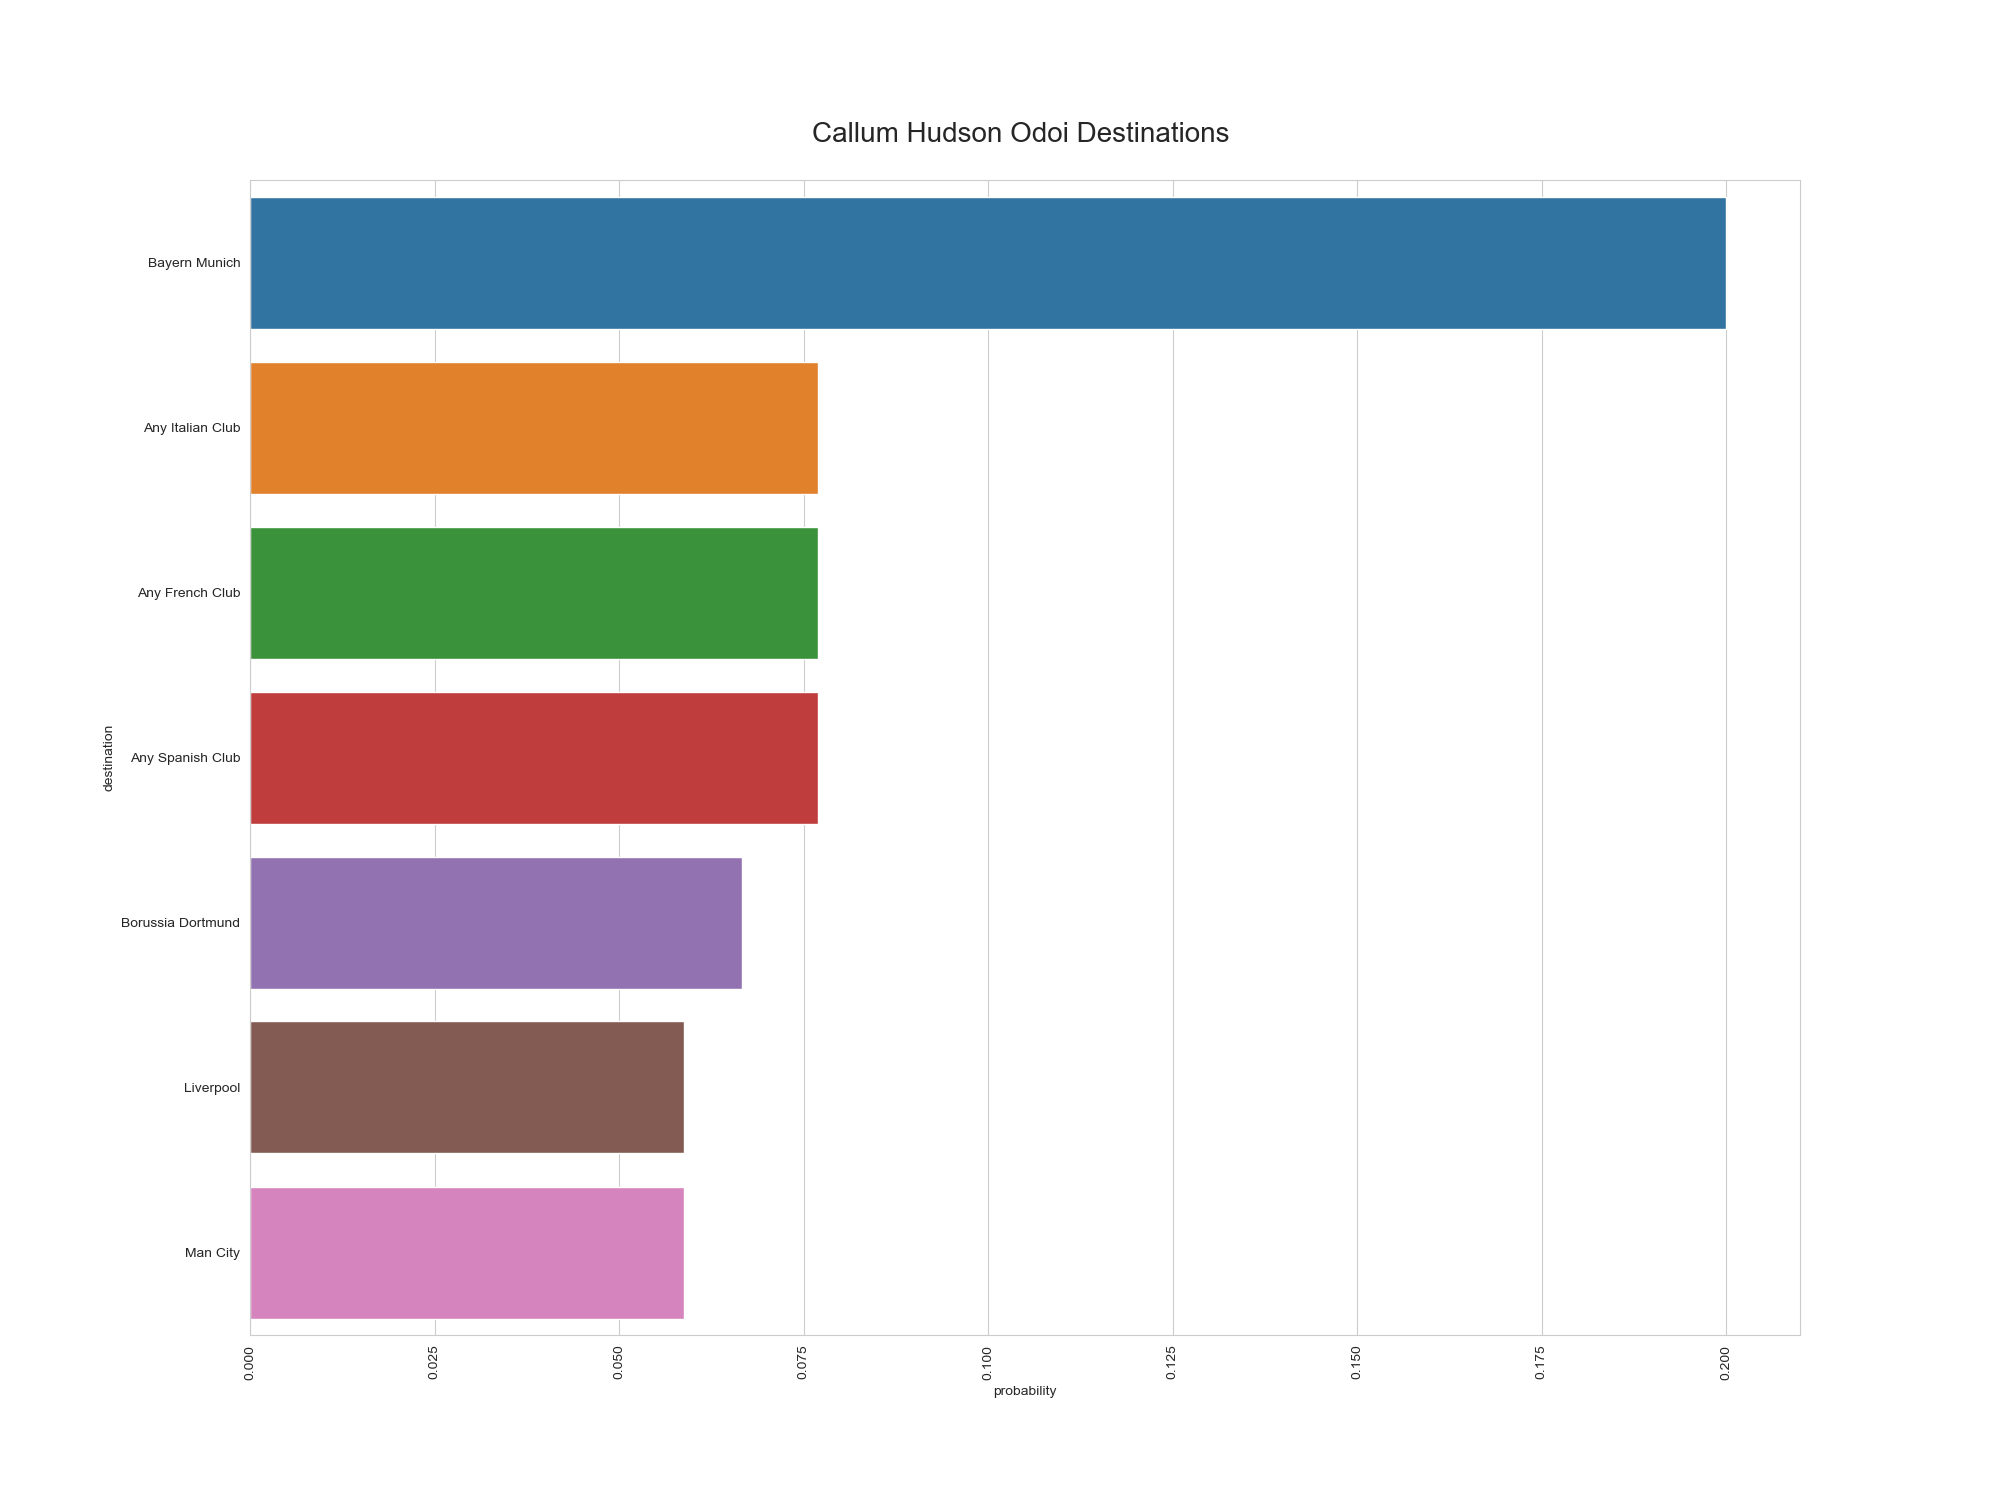 Callum Hudson Odoi Destinations
Bayern Munich
Any Italian Club
Any French Club
Any Spanish Club
Borussia Dortmund
Liverpool
Man City
destination
0.000
0.025
0.050
0.075
0.100
0.125
0.150
0.175
0.200
probability